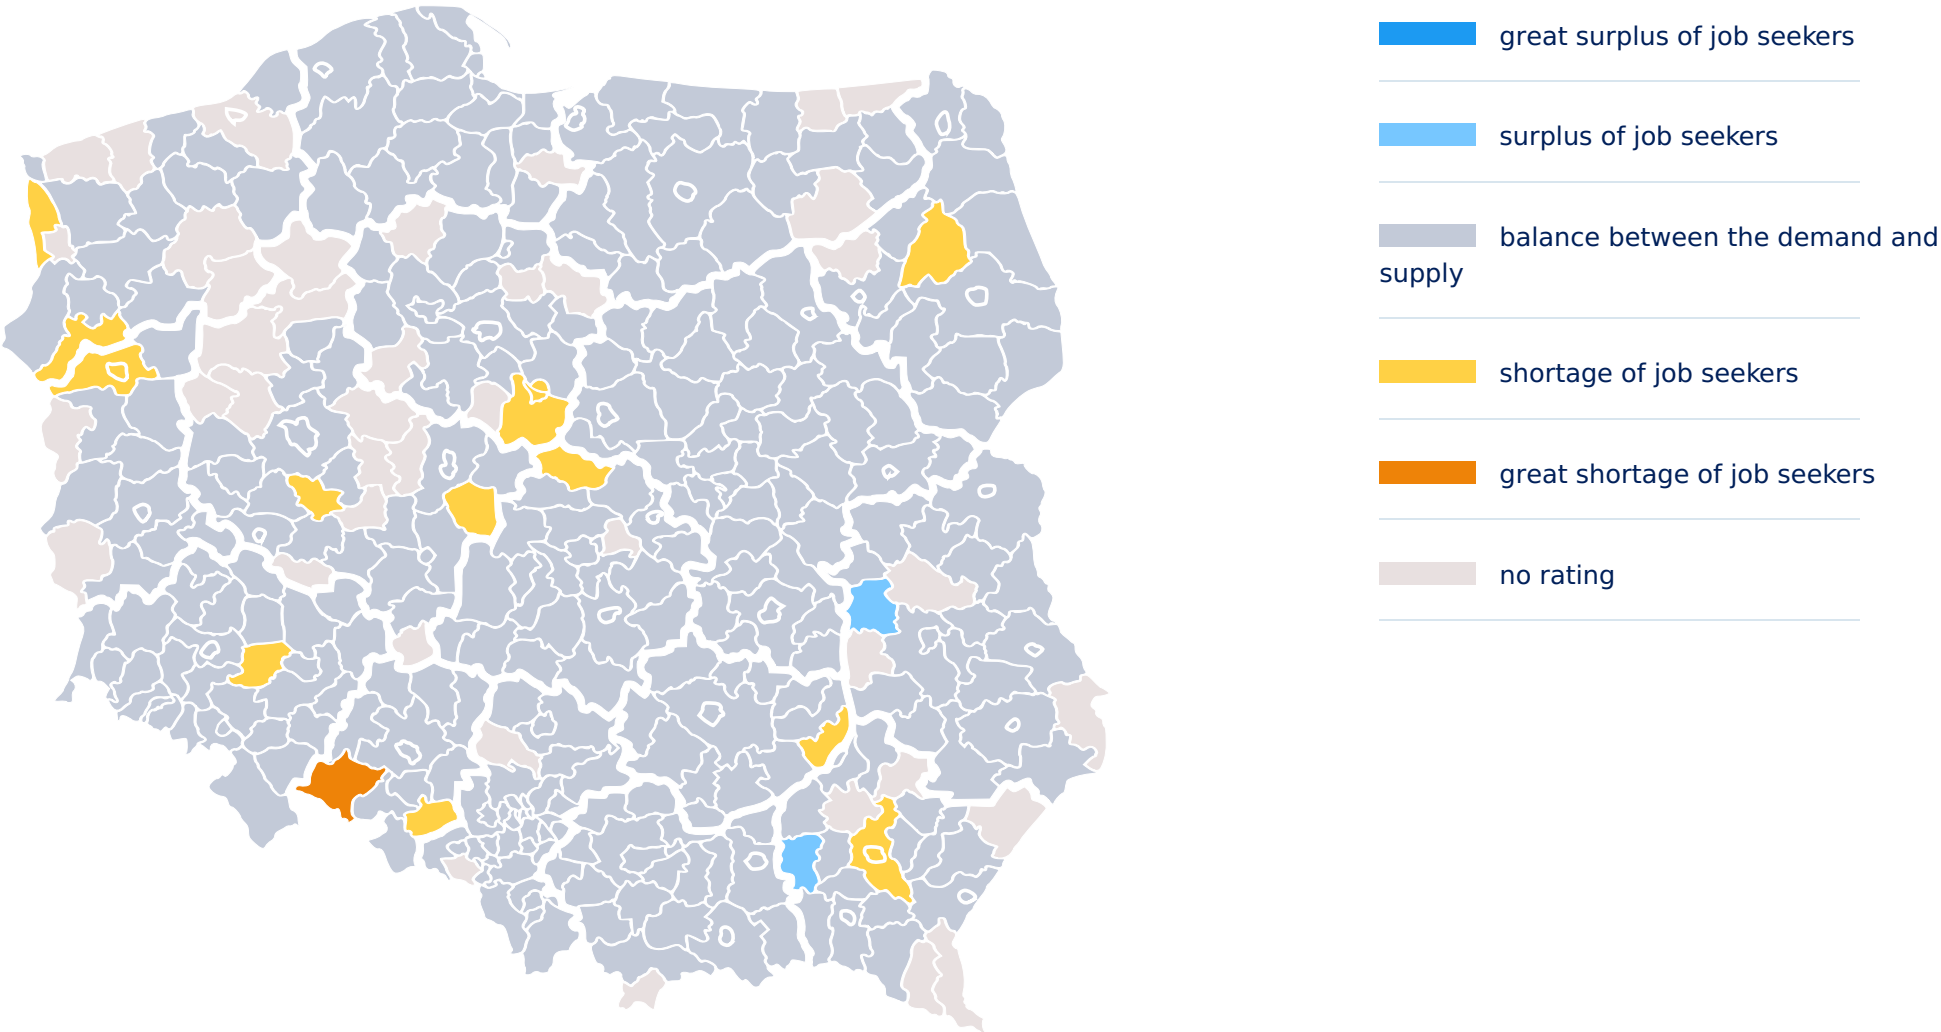 great surplus of job seekers
surplus of job seekers
balance between the demand and
supply
shortage of job seekers
great shortage of job seekers
no rating